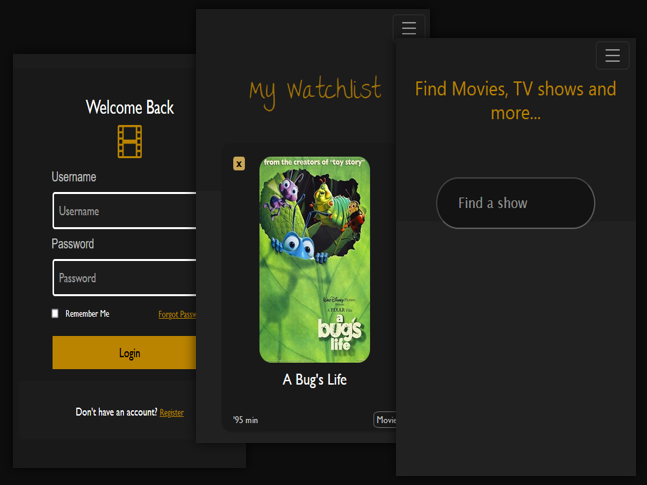 Welcome Back
Username
Username
Password
Password
Remember Me
Forgot Passw
Login
Don't have an account? Register
My Watchlist
x
from the creators of "toy story"
Walt Disney Pictures
Presents
A PIXAR Film
a
bug's
life
A Bug's Life
'95 min
Movie
Find Movies, TV shows and
more...
Find a show